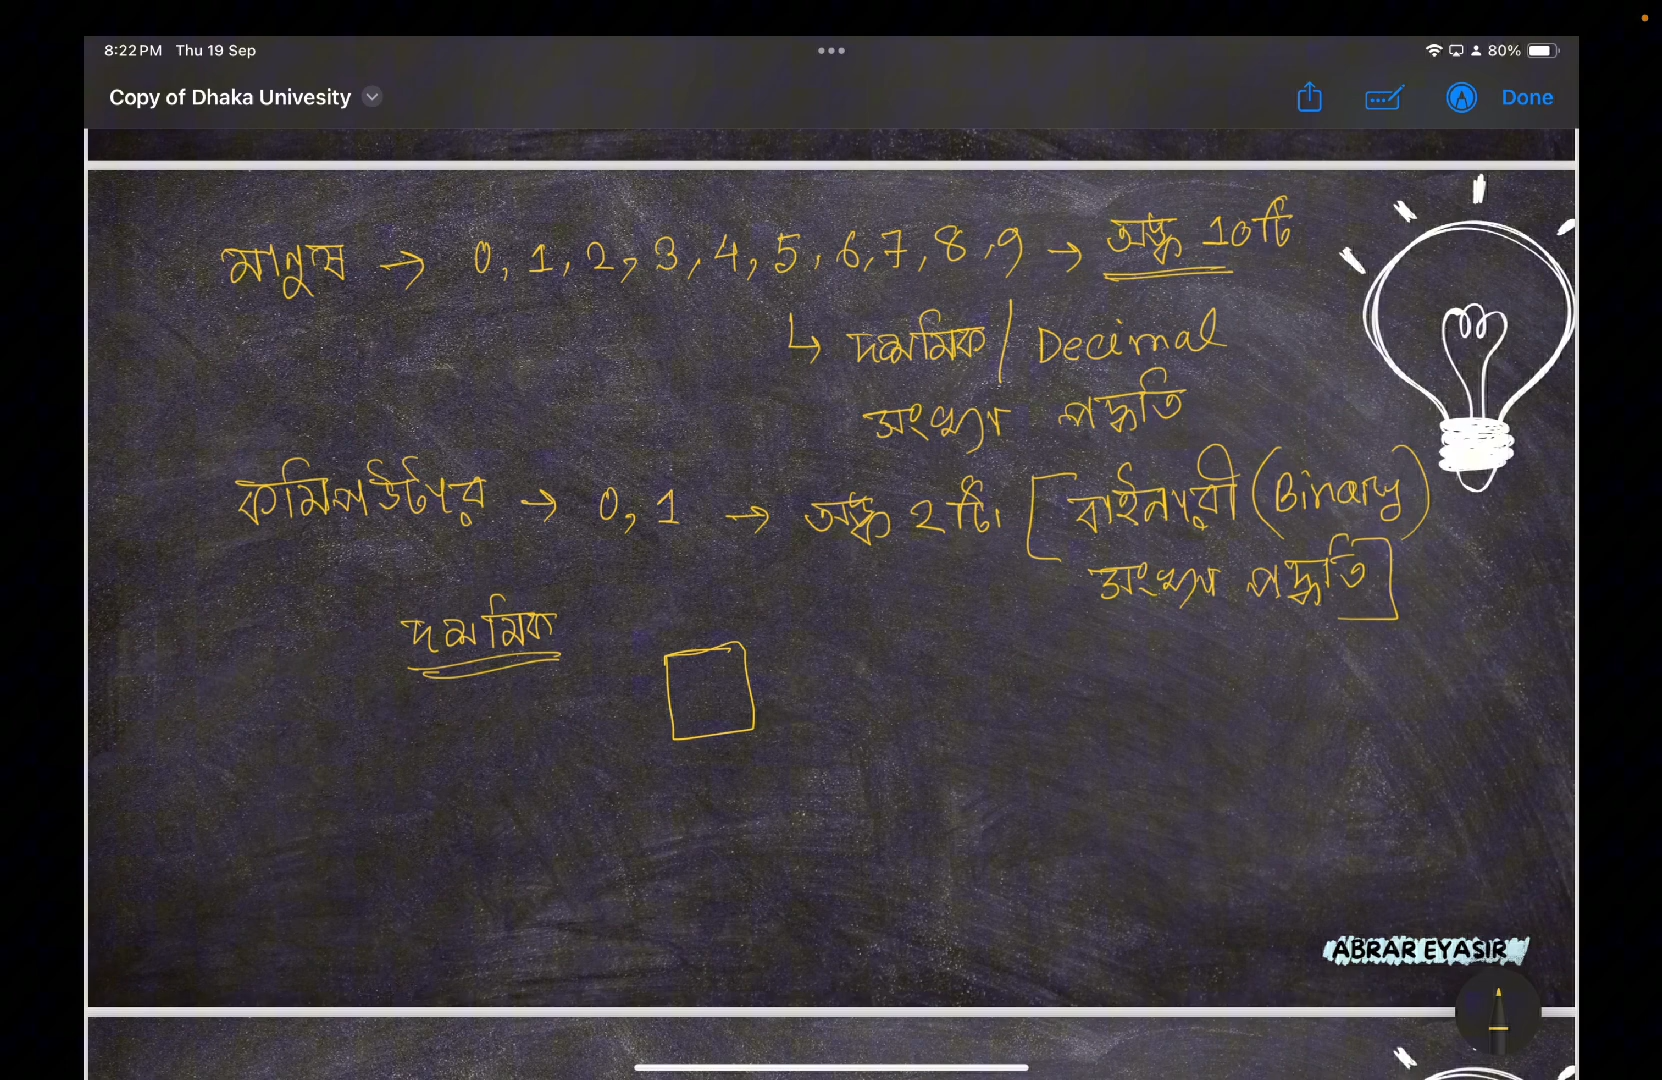 8:22 PM Thu 19 Sep
80%
Copy of Dhaka Univesity
Done
মানুষ → 0, 1, 2, 3, 4, 5, 6, 7, 8, 9 → অঙ্ক 10টি
↳ দশমিক / Decimal
সংখ্যা পদ্ধতি
কমপিউটার → 0, 1 → অঙ্ক 2টি। [বাইনারী (Binary)
সংখ্যা পদ্ধতি]
দশমিক
ABRAR EYASIR